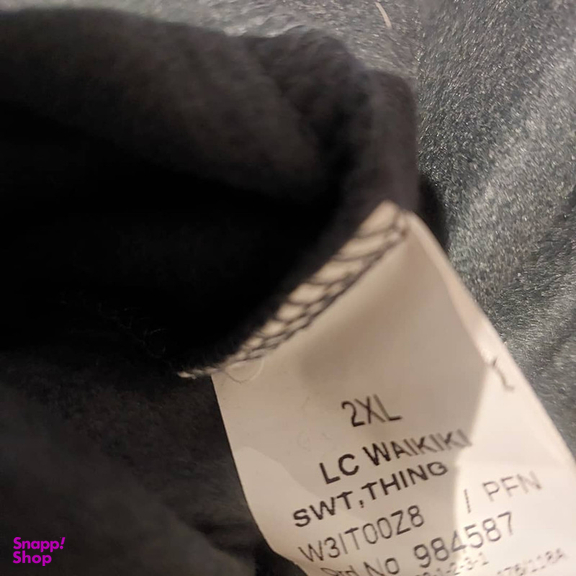 2XL
LC WAIKIKI
SWT,THING
W3IT00Z8 I PFN
No 984587
Snapp!
Shop